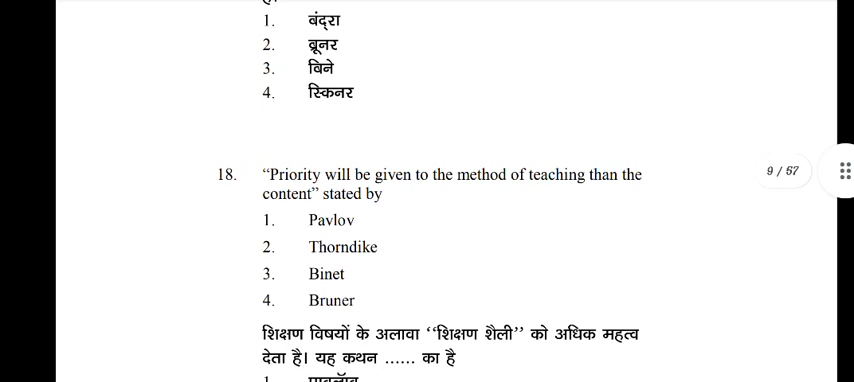 1. वंद्रा
2. ब्रूनर
3. विने
4. स्किनर
18. “Priority will be given to the method of teaching than the
content” stated by
9 / 57
1. Pavlov
2. Thorndike
3. Binet
4. Bruner
शिक्षण विषयों के अलावा ‘‘शिक्षण शैली’’ को अधिक महत्व
देता है। यह कथन ...... का है